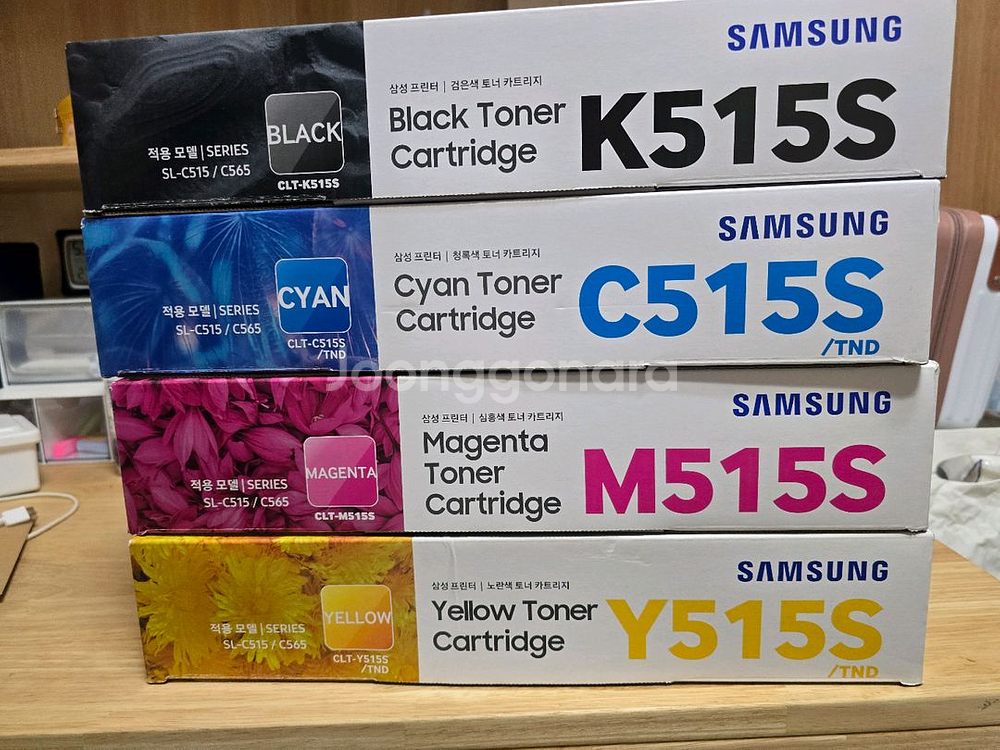 SAMSUNG
삼성 프린터 | 검은색 토너 카트리지
Black Toner
Cartridge
K515S
BLACK
적용 모델 | SERIES
SL-C515 / C565
CLT-K515S
SAMSUNG
삼성 프린터 | 청록색 토너 카트리지
Cyan Toner
Cartridge
C515S
/TND
CYAN
적용 모델 | SERIES
SL-C515 / C565
CLT-C515S
/TND
Joonggonara
SAMSUNG
삼성 프린터 | 심홍색 토너 카트리지
Magenta
Toner
Cartridge
M515S
MAGENTA
적용 모델 | SERIES
SL-C515 / C565
CLT-M515S
SAMSUNG
삼성 프린터 | 노란색 토너 카트리지
Yellow Toner
Cartridge
Y515S
/TND
YELLOW
적용 모델 | SERIES
SL-C515 / C565
CLT-Y515S
/TND